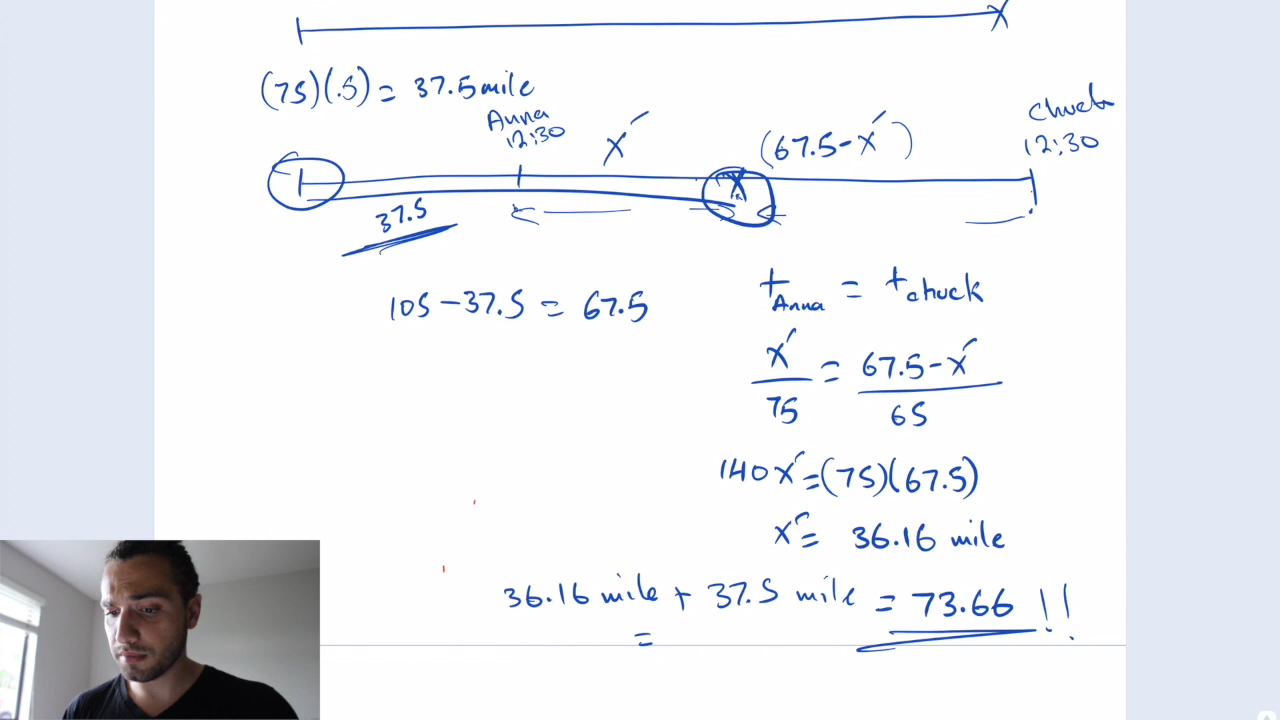 (75)(.5) = 37.5 mile
Anna
12:30
x′
(67.5-x′)
chuck
12:30
37.5
105 - 37.5 = 67.5
t Anna = t chuck
x′/75 = 67.5-x′/65
140x′=(75)(67.5)
x′= 36.16 mile
36.16 mile + 37.5 mile = 73.66 !!
=